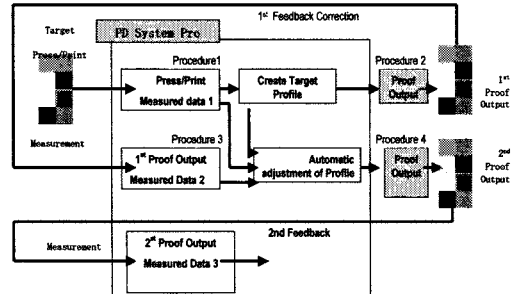 1st Feedback Correction
Target
PD System Pro
Press/Print
Procedure1
Procedure 2
Press/Print
Measured data 1
Create Target
Profile
Proof
Output
1st
Proof
Output
Measurement
Procedure 3
Procedure 4
1st Proof Output
Measured Data 2
Automatic
adjustment of Profile
Proof
Output
2nd
Proof
Output
2nd Feedback
Measurement
2st Proof Output
Measured Data 3